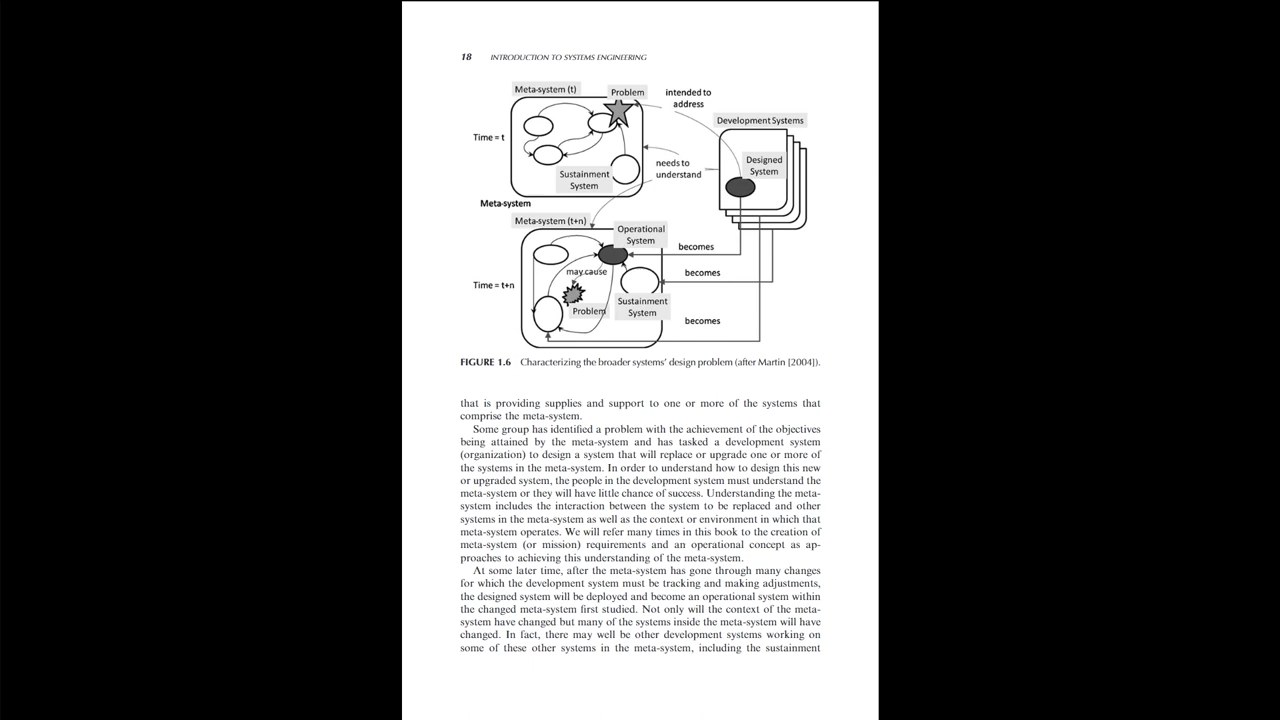 18 INTRODUCTION TO SYSTEMS ENGINEERING
Meta-system (t)
Problem
intended to
address
Development Systems
Time = t
Designed
System
needs to
understand
Sustainment
System
Meta-system
Meta-system (t+n)
Operational
System
becomes
may cause
becomes
Time = t+n
Sustainment
System
Problem
becomes
FIGURE 1.6 Characterizing the broader systems' design problem (after Martin [2004]).
that is providing supplies and support to one or more of the systems that
comprise the meta-system.
Some group has identified a problem with the achievement of the objectives
being attained by the meta-system and has tasked a development system
(organization) to design a system that will replace or upgrade one or more of
the systems in the meta-system. In order to understand how to design this new
or upgraded system, the people in the development system must understand the
meta-system or they will have little chance of success. Understanding the meta-
system includes the interaction between the system to be replaced and other
systems in the meta-system as well as the context or environment in which that
meta-system operates. We will refer many times in this book to the creation of
meta-system (or mission) requirements and an operational concept as ap-
proaches to achieving this understanding of the meta-system.
At some later time, after the meta-system has gone through many changes
for which the development system must be tracking and making adjustments,
the designed system will be deployed and become an operational system within
the changed meta-system first studied. Not only will the context of the meta-
system have changed but many of the systems inside the meta-system will have
changed. In fact, there may well be other development systems working on
some of these other systems in the meta-system, including the sustainment